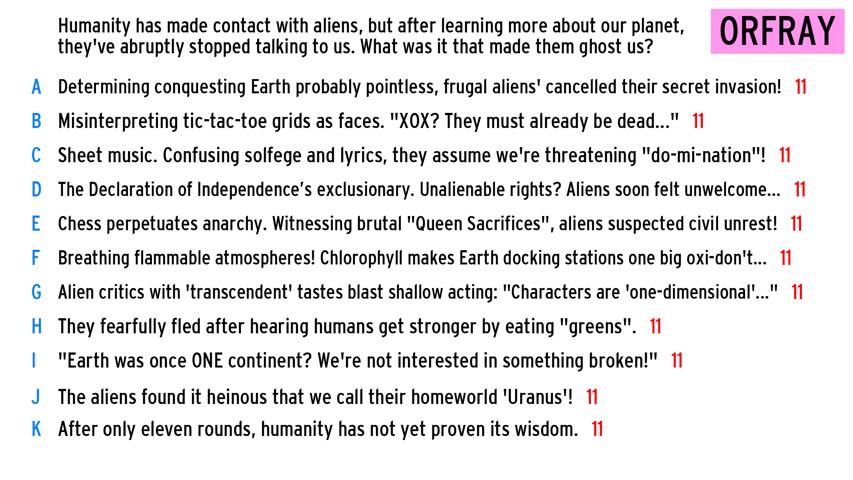 Humanity has made contact with aliens, but after learning more about our planet,
they've abruptly stopped talking to us. What was it that made them ghost us?
ORFRAY
A Determining conquesting Earth probably pointless, frugal aliens' cancelled their secret invasion! 11
B Misinterpreting tic-tac-toe grids as faces. "XOX? They must already be dead..." 11
C Sheet music. Confusing solfege and lyrics, they assume we're threatening "do-mi-nation"! 11
D The Declaration of Independence's exclusionary. Unalienable rights? Aliens soon felt unwelcome... 11
E Chess perpetuates anarchy. Witnessing brutal "Queen Sacrifices", aliens suspected civil unrest! 11
F Breathing flammable atmospheres! Chlorophyll makes Earth docking stations one big oxi-don't... 11
G Alien critics with 'transcendent' tastes blast shallow acting: "Characters are 'one-dimensional'..." 11
H They fearfully fled after hearing humans get stronger by eating "greens". 11
I "Earth was once ONE continent? We're not interested in something broken!" 11
J The aliens found it heinous that we call their homeworld 'Uranus'! 11
K After only eleven rounds, humanity has not yet proven its wisdom. 11